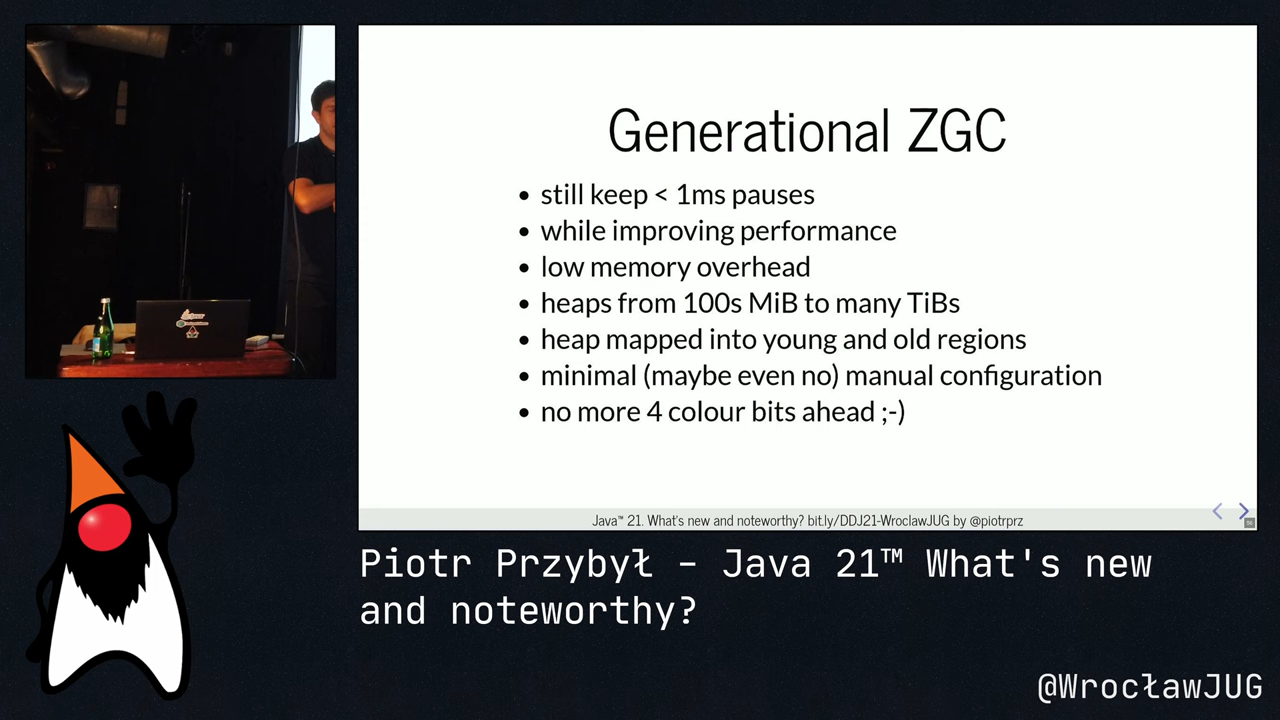 Generational ZGC
still keep < 1ms pauses
while improving performance
low memory overhead
heaps from 100s MiB to many TiBs
heap mapped into young and old regions
minimal (maybe even no) manual configuration
no more 4 colour bits ahead ;-)
Java™ 21. What's new and noteworthy? bit.ly/DDJ21-WroclawJUG by @piotrprz
Piotr Przybył – Java 21™ What's new
and noteworthy?
@WrocławJUG